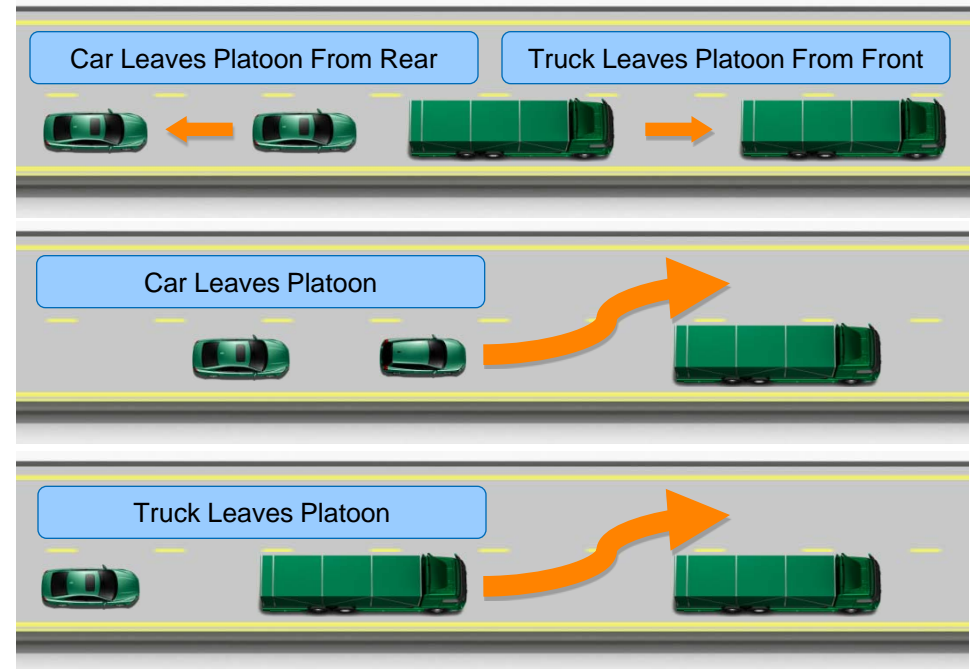 Car Leaves Platoon From Rear
Truck Leaves Platoon From Front
Car Leaves Platoon
Truck Leaves Platoon